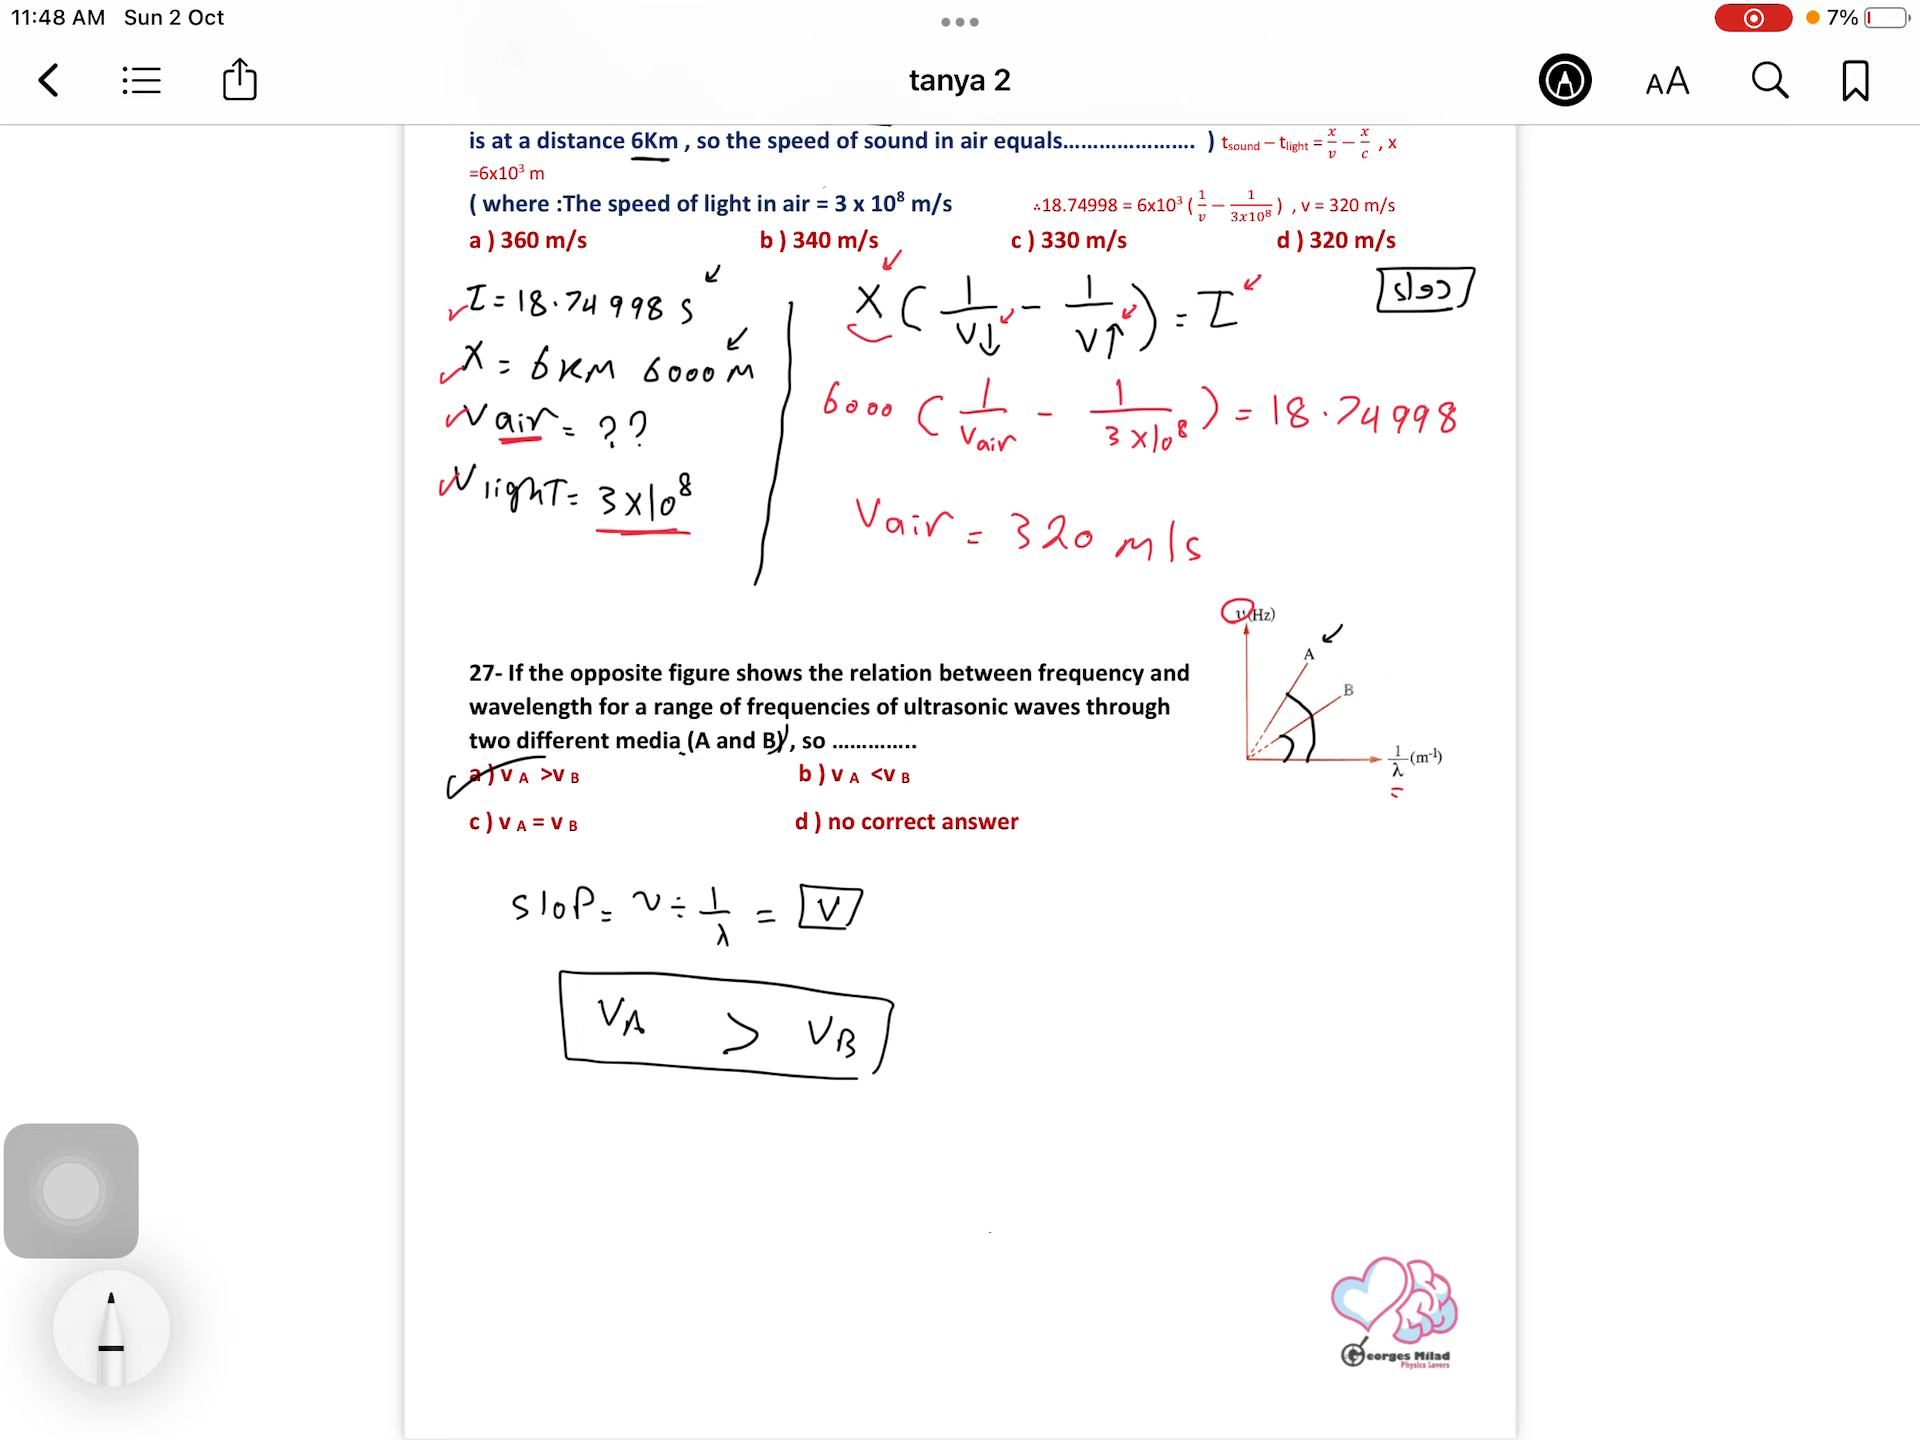 11:48 AM Sun 2 Oct
7%
tanya 2
AA
is at a distance 6Km , so the speed of sound in air equals...................... ) tsound – tlight = x/v – x/c , x
=6x10³ m
( where :The speed of light in air = 3 x 10⁸ m/s
∴18.74998 = 6x10³ ( 1/v – 1/3x10⁸ ) , v = 320 m/s
a ) 360 m/s b ) 340 m/s c ) 330 m/s d ) 320 m/s
I = 18.74998 s
X ( 1/V↓ - 1/V↑ ) = I
X = 6 KM 6000 M
6000 ( 1/Vair - 1/3x10⁸ ) = 18.74998
V air = ??
V lighT = 3x10⁸
Vair = 320 m/s
υ(Hz)
A
B
1/λ (m⁻¹)
=
27- If the opposite figure shows the relation between frequency and
wavelength for a range of frequencies of ultrasonic waves through
two different media (A and B) , so .............
a ) v A >v B b ) v A <v B
c ) v A = v B d ) no correct answer
sloP = ν ÷ 1/λ = V
VA > VB
Georges Milad
Physics Lovers